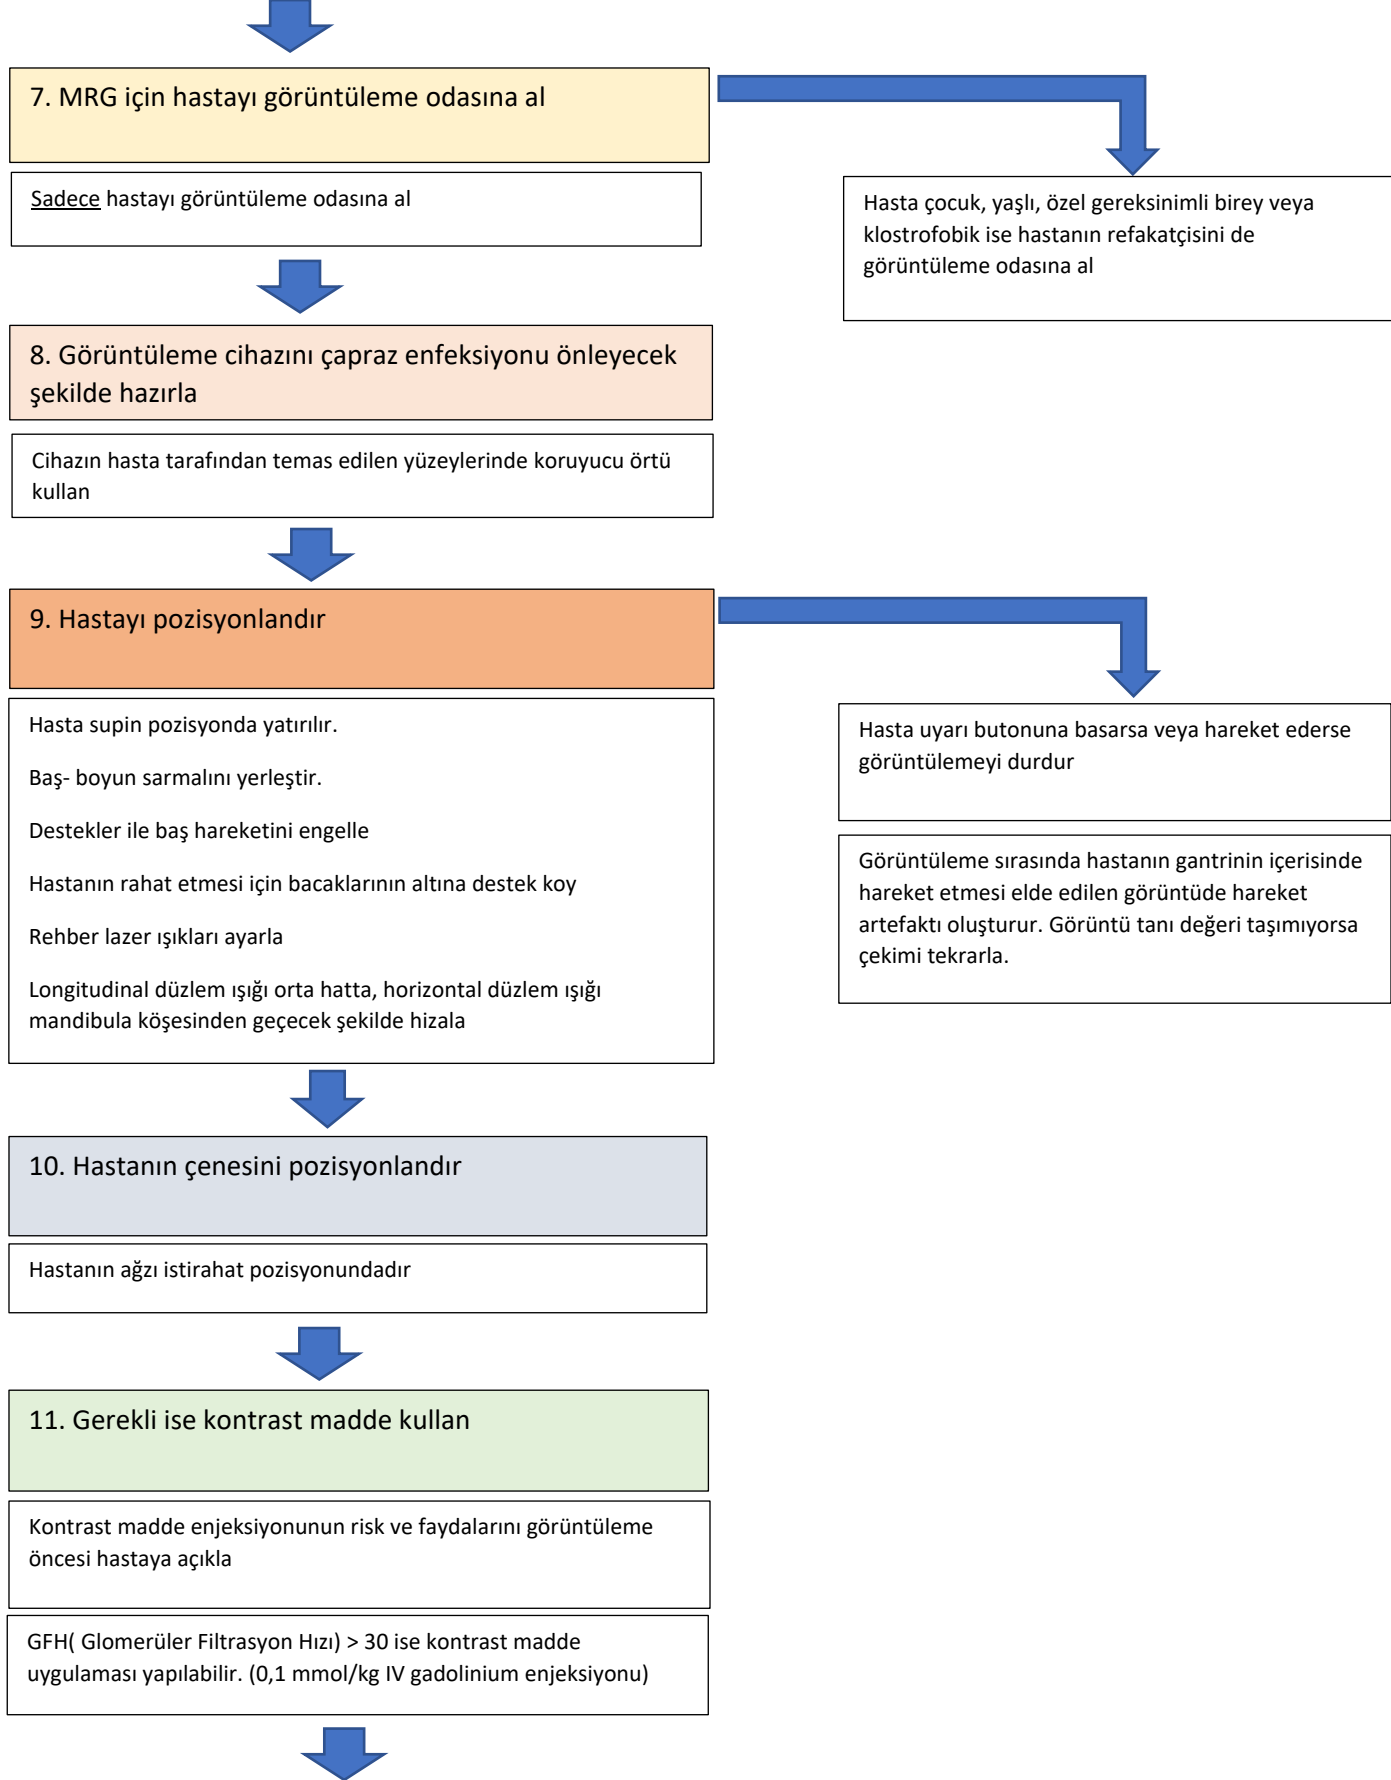 7. MRG için hastayı görüntüleme odasına al
Sadece hastayı görüntüleme odasına al
Hasta çocuk, yaşlı, özel gereksinimli birey veya
klostrofobik ise hastanın refakatçisini de
görüntüleme odasına al
8. Görüntüleme cihazını çapraz enfeksiyonu önleyecek
şekilde hazırla
Cihazın hasta tarafından temas edilen yüzeylerinde koruyucu örtü
kullan
9. Hastayı pozisyonlandır
Hasta supin pozisyonda yatırılır.
Baş- boyun sarmalını yerleştir.
Destekler ile baş hareketini engelle
Hastanın rahat etmesi için bacaklarının altına destek koy
Rehber lazer ışıkları ayarla
Longitudinal düzlem ışığı orta hatta, horizontal düzlem ışığı
mandibula köşesinden geçecek şekilde hizala
Hasta uyarı butonuna basarsa veya hareket ederse
görüntülemeyi durdur
Görüntüleme sırasında hastanın gantrinin içerisinde
hareket etmesi elde edilen görüntüde hareket
artefaktı oluşturur. Görüntü tanı değeri taşımıyorsa
çekimi tekrarla.
10. Hastanın çenesini pozisyonlandır
Hastanın ağzı istirahat pozisyonundadır
11. Gerekli ise kontrast madde kullan
Kontrast madde enjeksiyonunun risk ve faydalarını görüntüleme
öncesi hastaya açıkla
GFH( Glomerüler Filtrasyon Hızı) > 30 ise kontrast madde
uygulaması yapılabilir. (0,1 mmol/kg IV gadolinium enjeksiyonu)